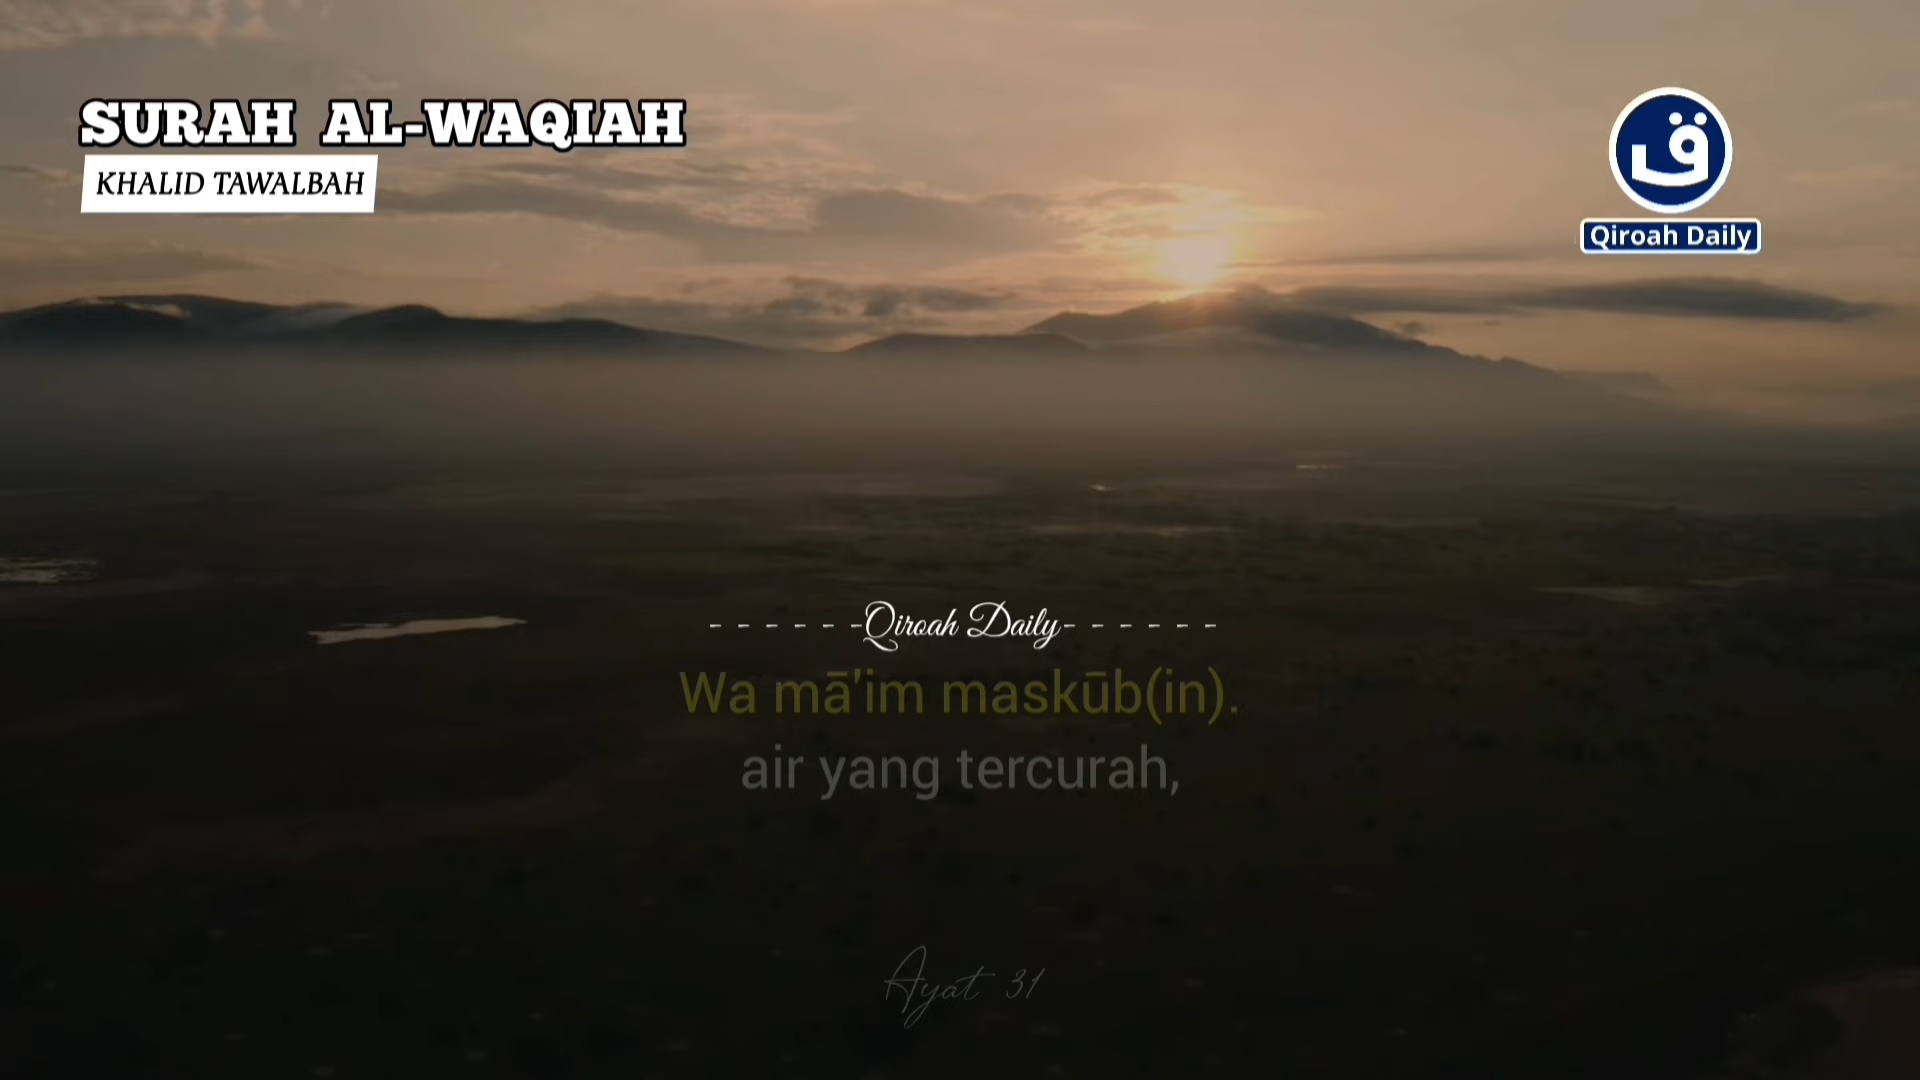 SURAH AL-WAQIAH
KHALID TAWALBAH
ق
Qiroah Daily
- - - - - -Qiroah Daily- - - - - -
Wa mā'im maskūb(in).
air yang tercurah,
Ayat 31